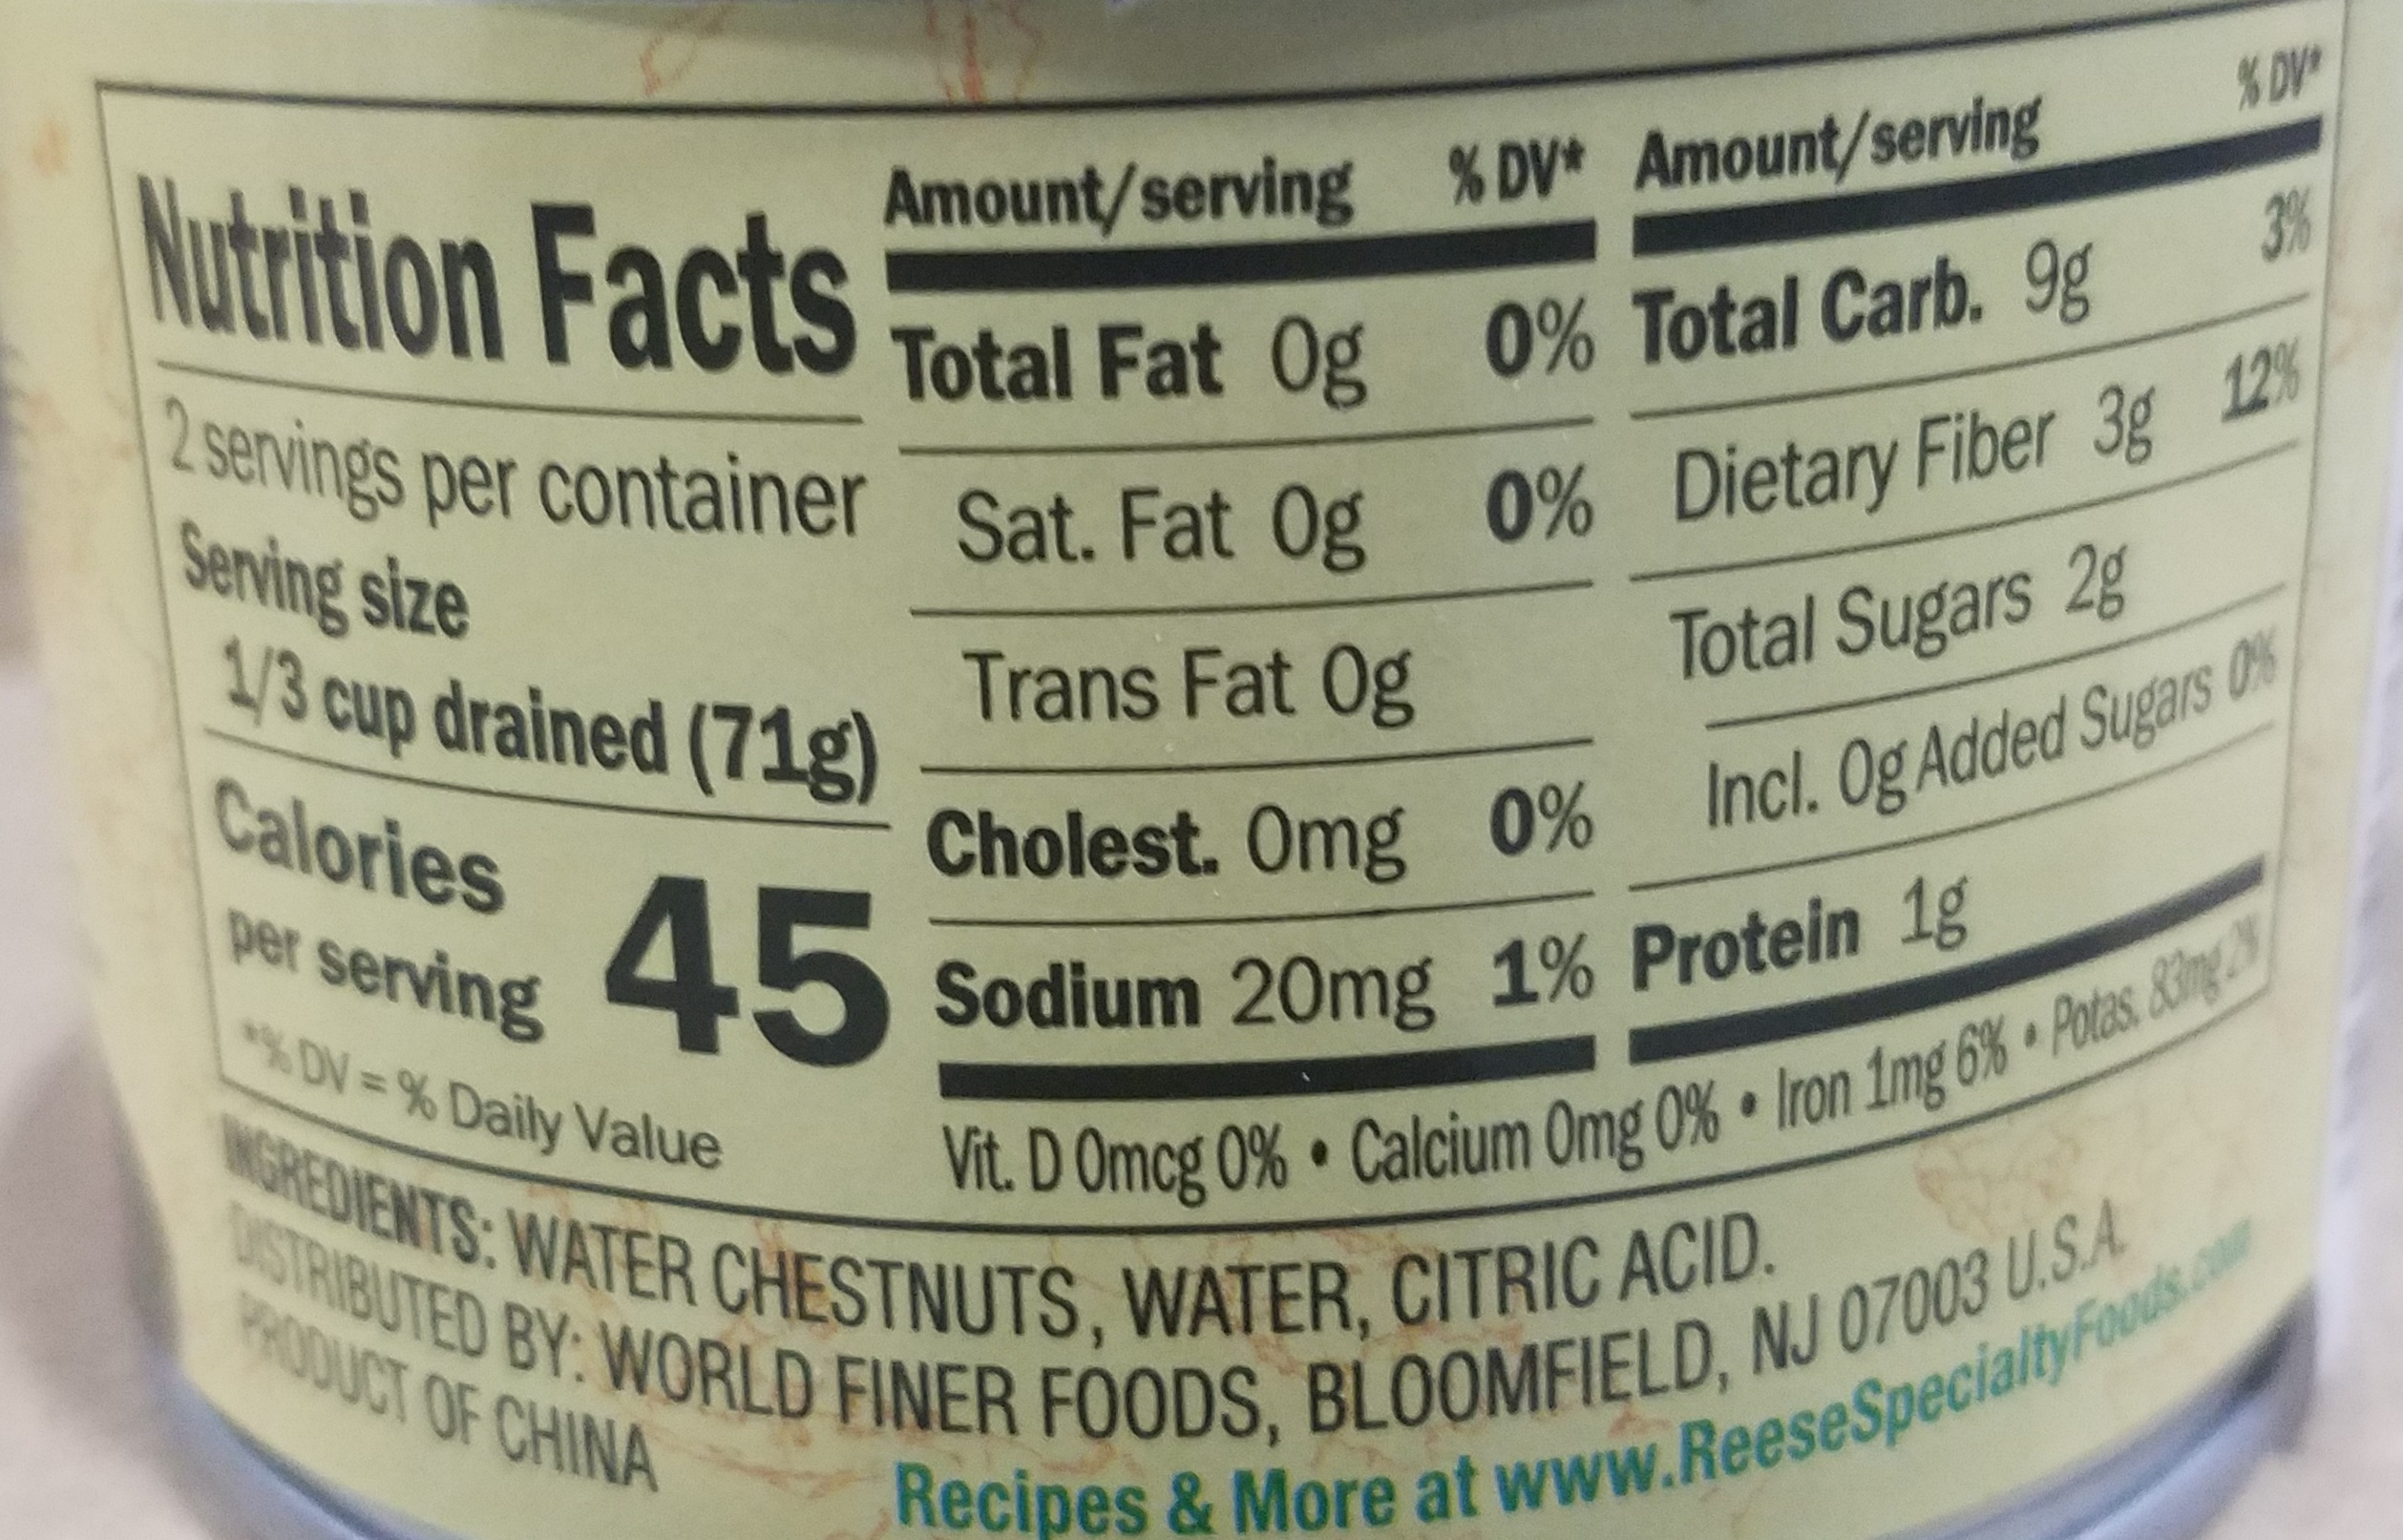 Nutrition Facts
2 servings per container
Serving size
1/3 cup drained (71g)
Calories
per serving 45
*% DV = % Daily Value
Amount/serving % DV*
Total Fat 0g 0%
Sat. Fat 0g 0%
Trans Fat 0g
Cholest. 0mg 0%
Sodium 20mg 1%
Amount/serving % DV*
Total Carb. 9g 3%
Dietary Fiber 3g 12%
Total Sugars 2g
Incl. 0g Added Sugars 0%
Protein 1g
Vit. D 0mcg 0% • Calcium 0mg 0% • Iron 1mg 6% • Potas. 83mg 2%
INGREDIENTS: WATER CHESTNUTS, WATER, CITRIC ACID.
DISTRIBUTED BY: WORLD FINER FOODS, BLOOMFIELD, NJ 07003 U.S.A.
PRODUCT OF CHINA
Recipes & More at www.ReeseSpecialtyFoods.com